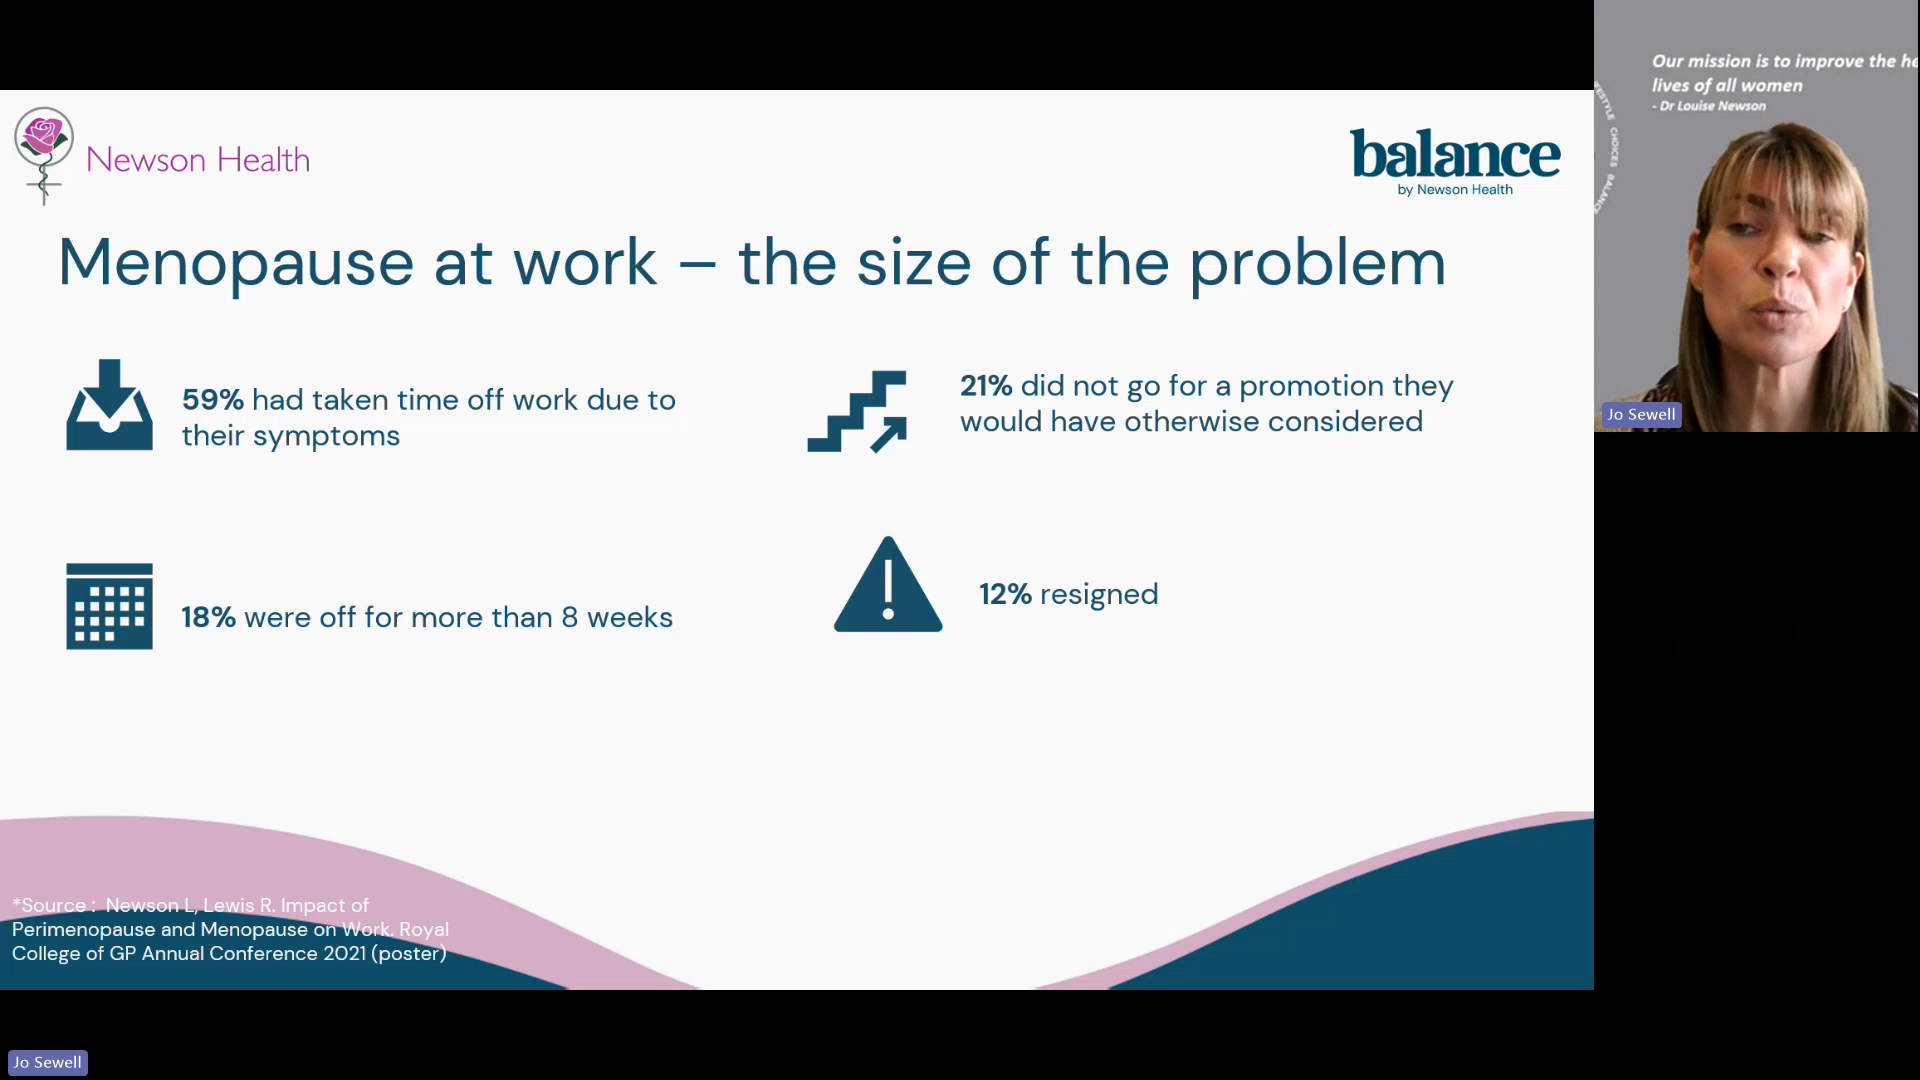 Newson Health
balance
by Newson Health
Menopause at work – the size of the problem
59% had taken time off work due to
their symptoms
21% did not go for a promotion they
would have otherwise considered
18% were off for more than 8 weeks
12% resigned
*Source : Newson L, Lewis R. Impact of
Perimenopause and Menopause on Work. Royal
College of GP Annual Conference 2021 (poster)
Our mission is to improve the he
lives of all women
- Dr Louise Newson
CHOICES BALANCE
Jo Sewell
Jo Sewell